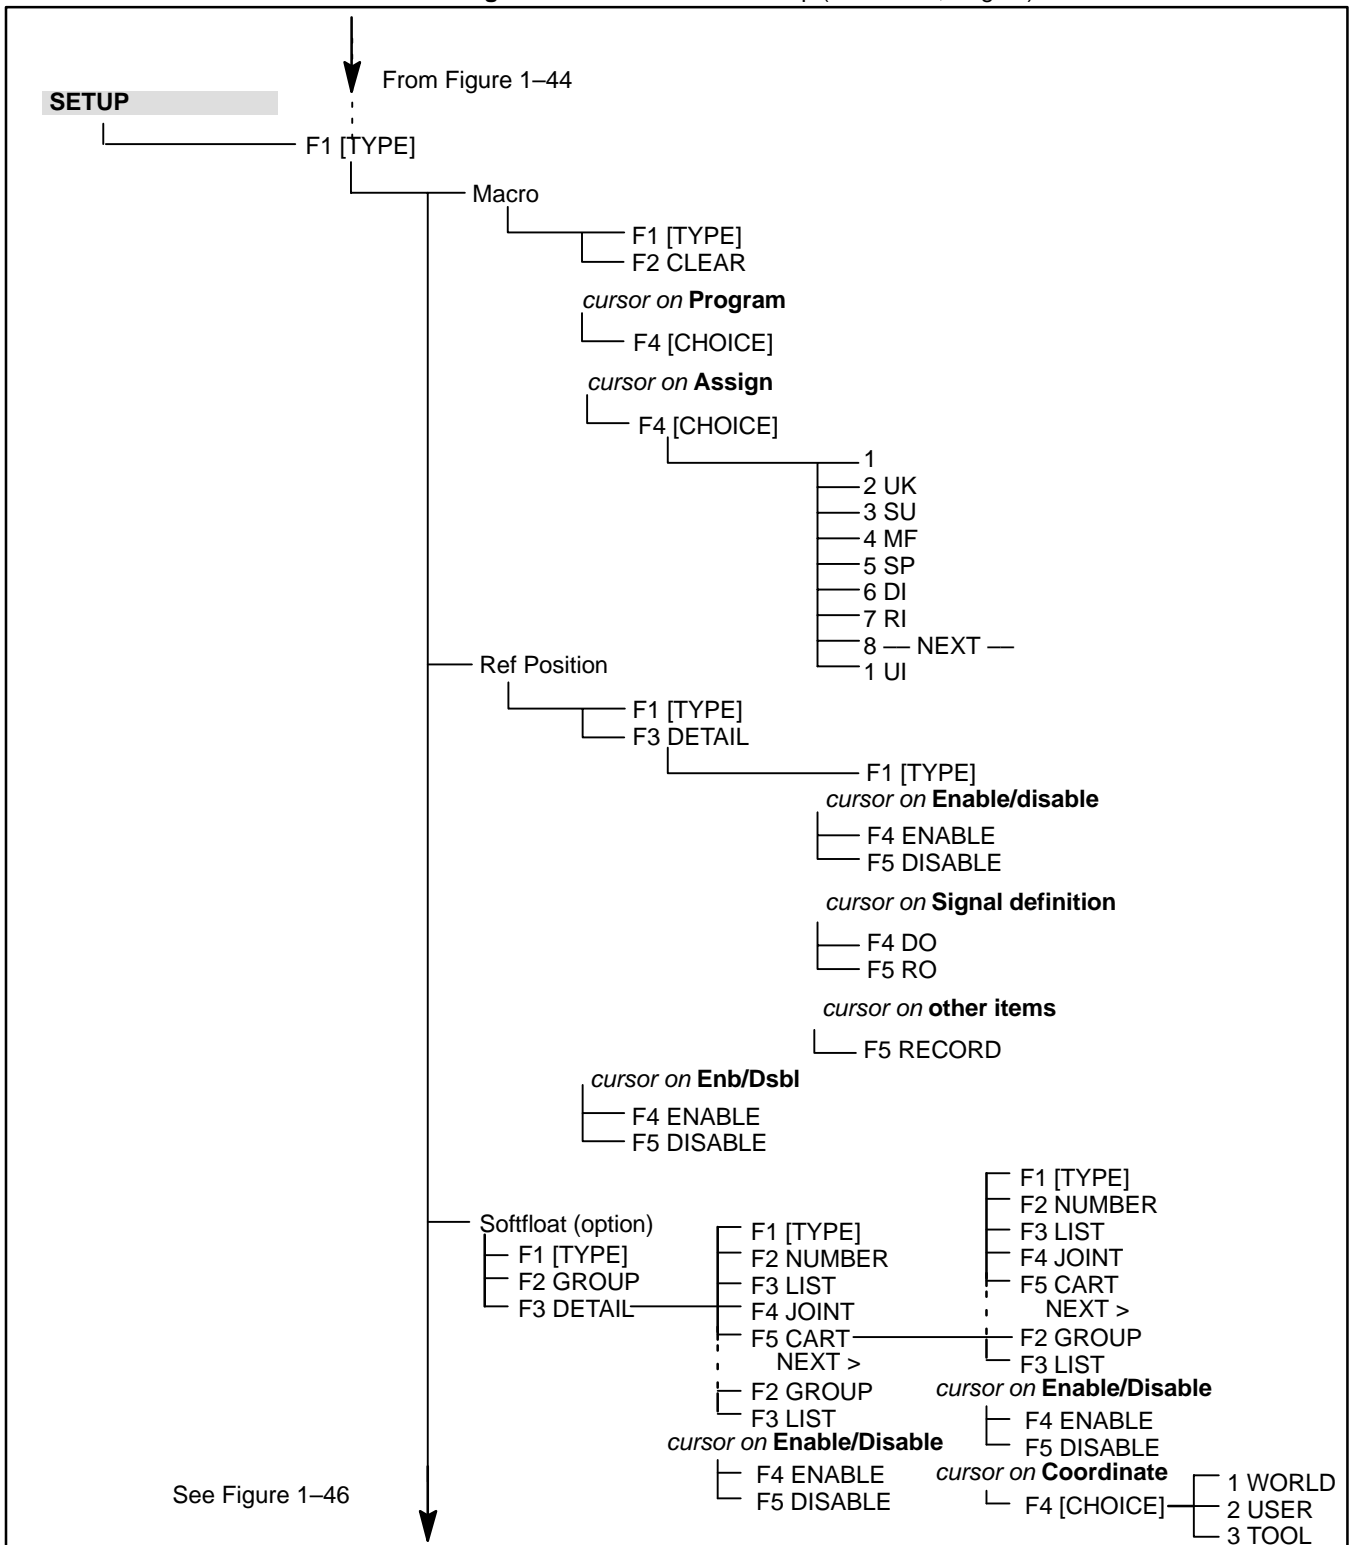 From Figure 1–44
SETUP
F1 [TYPE]
Macro
F1 [TYPE]
F2 CLEAR
cursor on Program
F4 [CHOICE]
cursor on Assign
F4 [CHOICE]
1
2 UK
3 SU
4 MF
5 SP
6 DI
7 RI
8 — NEXT —
1 UI
Ref Position
F1 [TYPE]
F3 DETAIL
F1 [TYPE]
cursor on Enable/disable
F4 ENABLE
F5 DISABLE
cursor on Signal definition
F4 DO
F5 RO
cursor on other items
F5 RECORD
cursor on Enb/Dsbl
F4 ENABLE
F5 DISABLE
Softfloat (option)
F1 [TYPE]
F2 GROUP
F3 DETAIL
F1 [TYPE]
F2 NUMBER
F3 LIST
F4 JOINT
F5 CART
NEXT >
F2 GROUP
F3 LIST
cursor on Enable/Disable
F4 ENABLE
F5 DISABLE
F1 [TYPE]
F2 NUMBER
F3 LIST
F4 JOINT
F5 CART
NEXT >
F2 GROUP
F3 LIST
cursor on Enable/Disable
F4 ENABLE
F5 DISABLE
cursor on Coordinate
F4 [CHOICE]
1 WORLD
2 USER
3 TOOL
See Figure 1–46